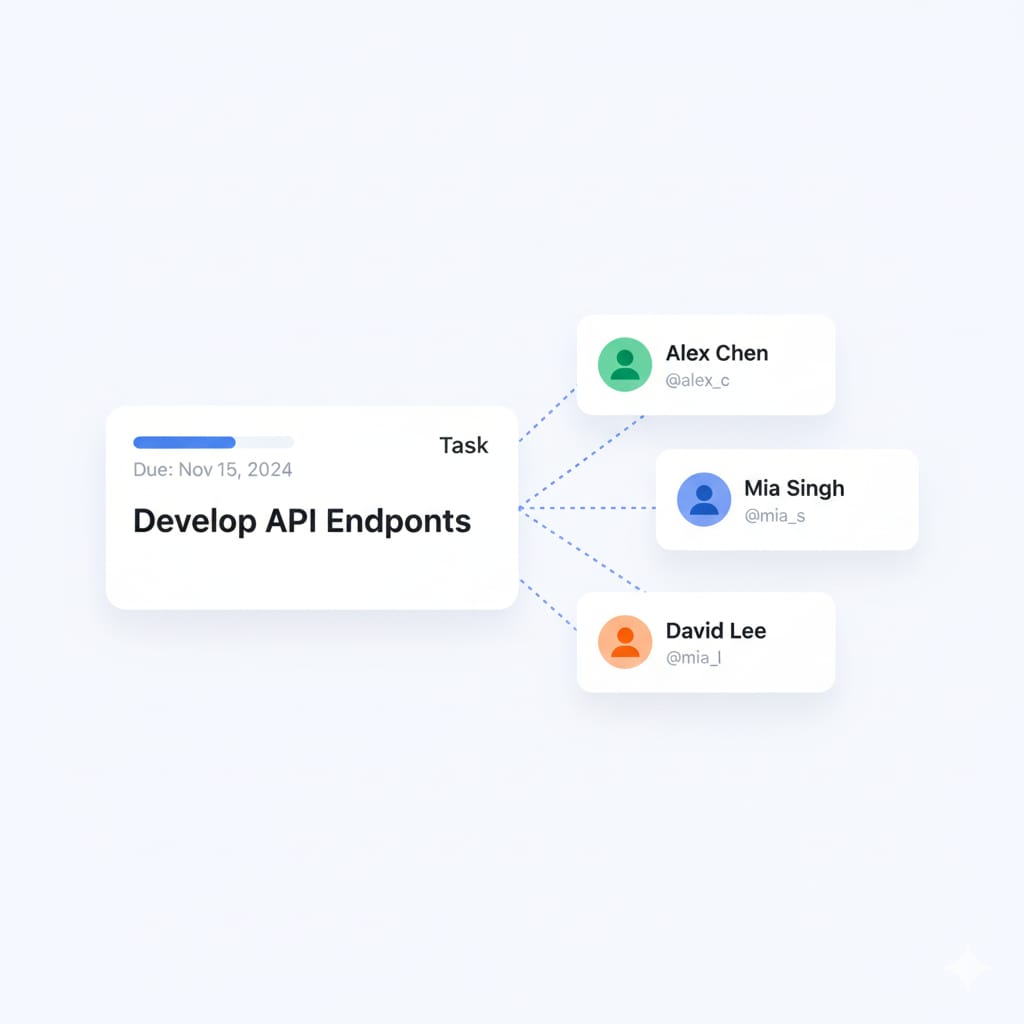 Task
Due: Nov 15, 2024
Develop API Endponts
Alex Chen
@alex_c
Mia Singh
@mia_s
David Lee
@mia_l